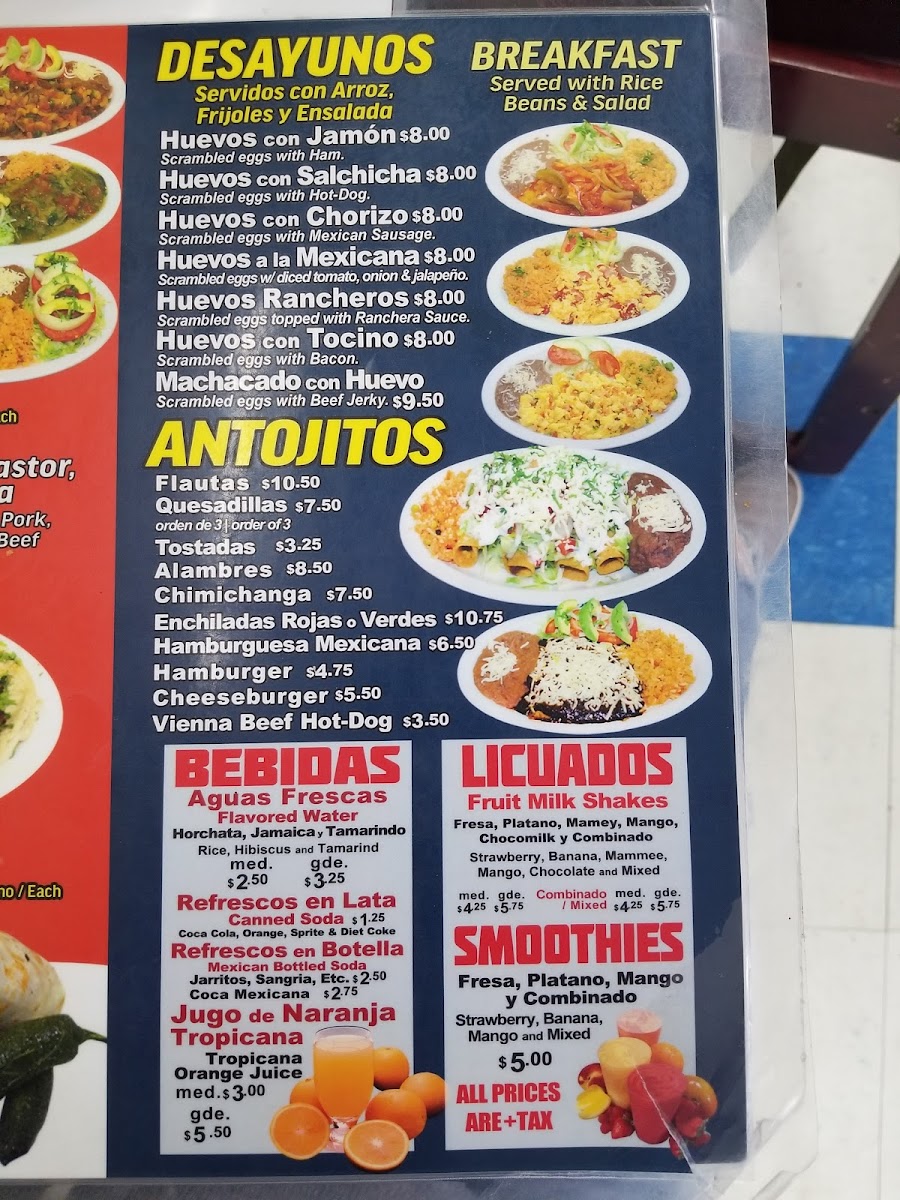 ch
astor,
a
Pork,
Beef
no / Each
DESAYUNOS
Servidos con Arroz,
Frijoles y Ensalada
BREAKFAST
Served with Rice
Beans & Salad
Huevos con Jamón $8.00
Scrambled eggs with Ham.
Huevos con Salchicha $8.00
Scrambled eggs with Hot-Dog.
Huevos con Chorizo $8.00
Scrambled eggs with Mexican Sausage.
Huevos a la Mexicana $8.00
Scrambled eggs w/ diced tomato, onion & jalapeño.
Huevos Rancheros $8.00
Scrambled eggs topped with Ranchera Sauce.
Huevos con Tocino $8.00
Scrambled eggs with Bacon.
Machacado con Huevo
Scrambled eggs with Beef Jerky. $9.50
ANTOJITOS
Flautas $10.50
Quesadillas $7.50
orden de 3 | order of 3
Tostadas $3.25
Alambres $8.50
Chimichanga $7.50
Enchiladas Rojas o Verdes $10.75
Hamburguesa Mexicana $6.50
Hamburger $4.75
Cheeseburger $5.50
Vienna Beef Hot-Dog $3.50
BEBIDAS
Aguas Frescas
Flavored Water
Horchata, Jamaica y Tamarindo
Rice, Hibiscus and Tamarind
med. gde.
$2.50 $3.25
Refrescos en Lata
Canned Soda $1.25
Coca Cola, Orange, Sprite & Diet Coke
Refrescos en Botella
Mexican Bottled Soda
Jarritos, Sangria, Etc. $2.50
Coca Mexicana $2.75
Jugo de Naranja
Tropicana
Tropicana
Orange Juice
med. $3.00
gde.
$5.50
LICUADOS
Fruit Milk Shakes
Fresa, Platano, Mamey, Mango,
Chocomilk y Combinado
Strawberry, Banana, Mammee,
Mango, Chocolate and Mixed
med. gde. Combinado med. gde.
$4.25 $5.75 / Mixed $4.25 $5.75
SMOOTHIES
Fresa, Platano, Mango
y Combinado
Strawberry, Banana,
Mango and Mixed
$5.00
ALL PRICES
ARE+TAX